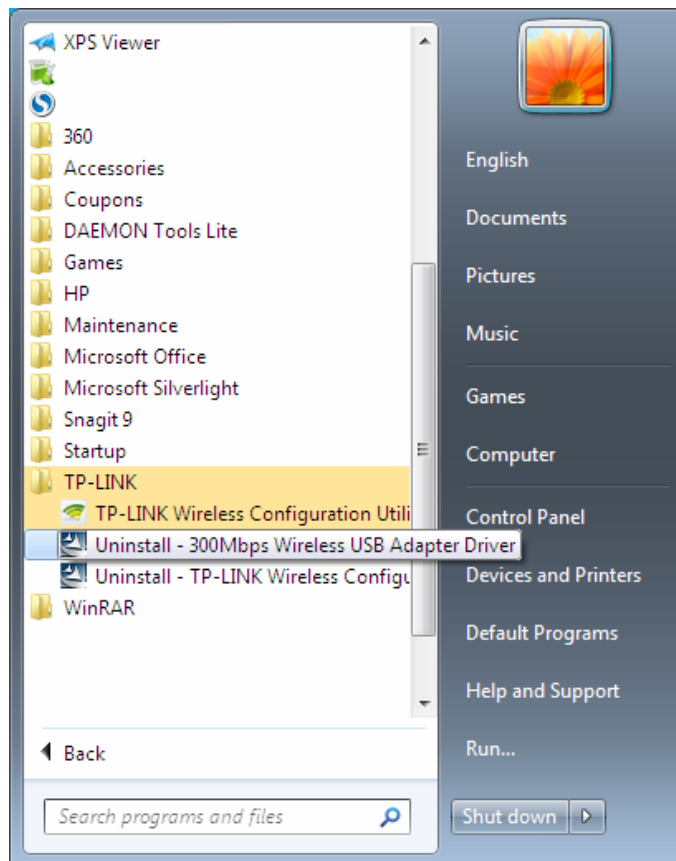 XPS Viewer
360
Accessories
Coupons
DAEMON Tools Lite
Games
HP
Maintenance
Microsoft Office
Microsoft Silverlight
Snagit 9
Startup
TP-LINK
TP-LINK Wireless Configuration Utili
Uninstall - 300Mbps Wireless USB Adapter Driver
Uninstall - TP-LINK Wireless Configu
WinRAR
Back
Search programs and files
English
Documents
Pictures
Music
Games
Computer
Control Panel
Devices and Printers
Default Programs
Help and Support
Run...
Shut down